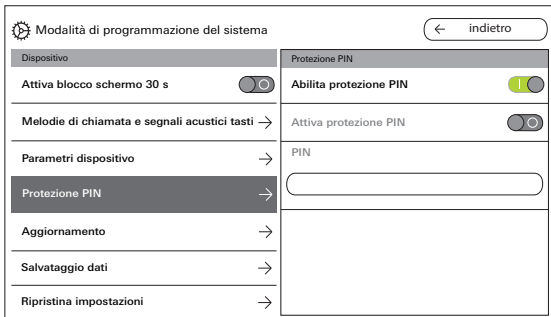 Modalità di programmazione del sistema
indietro
Dispositivo
Attiva blocco schermo 30 s
Melodie di chiamata e segnali acustici tasti
Parametri dispositivo
Protezione PIN
Aggiornamento
Salvataggio dati
Ripristina impostazioni
Protezione PIN
Abilita protezione PIN
Attiva protezione PIN
PIN